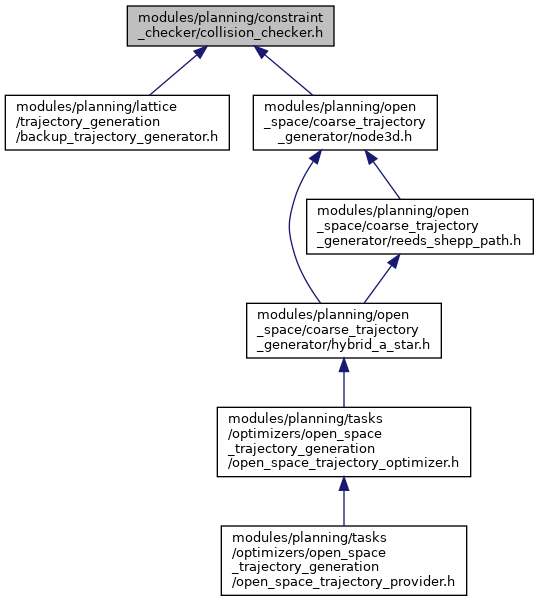 modules/planning/constraint
_checker/collision_checker.h
modules/planning/lattice
/trajectory_generation
/backup_trajectory_generator.h
modules/planning/open
_space/coarse_trajectory
_generator/node3d.h
modules/planning/open
_space/coarse_trajectory
_generator/reeds_shepp_path.h
modules/planning/open
_space/coarse_trajectory
_generator/hybrid_a_star.h
modules/planning/tasks
/optimizers/open_space
_trajectory_generation
/open_space_trajectory_optimizer.h
modules/planning/tasks
/optimizers/open_space
_trajectory_generation
/open_space_trajectory_provider.h